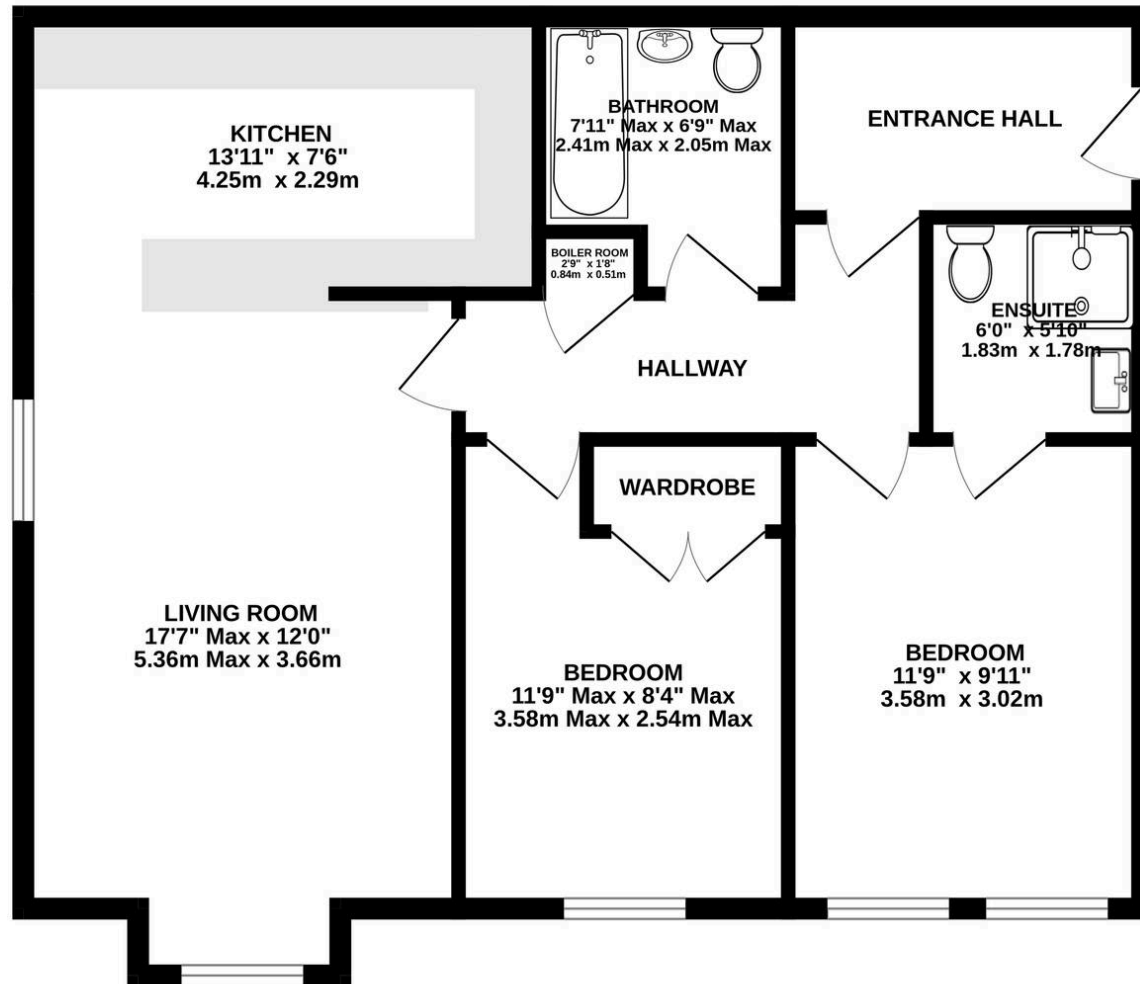 KITCHEN
13'11" x 7'6"
4.25m x 2.29m
BATHROOM
7'11" Max x 6'9" Max
2.41m Max x 2.05m Max
ENTRANCE HALL
BOILER ROOM
2'9" x 1'8"
0.84m x 0.51m
ENSUITE
6'0" x 5'10"
1.83m x 1.78m
HALLWAY
WARDROBE
LIVING ROOM
17'7" Max x 12'0"
5.36m Max x 3.66m
BEDROOM
11'9" Max x 8'4" Max
3.58m Max x 2.54m Max
BEDROOM
11'9" x 9'11"
3.58m x 3.02m